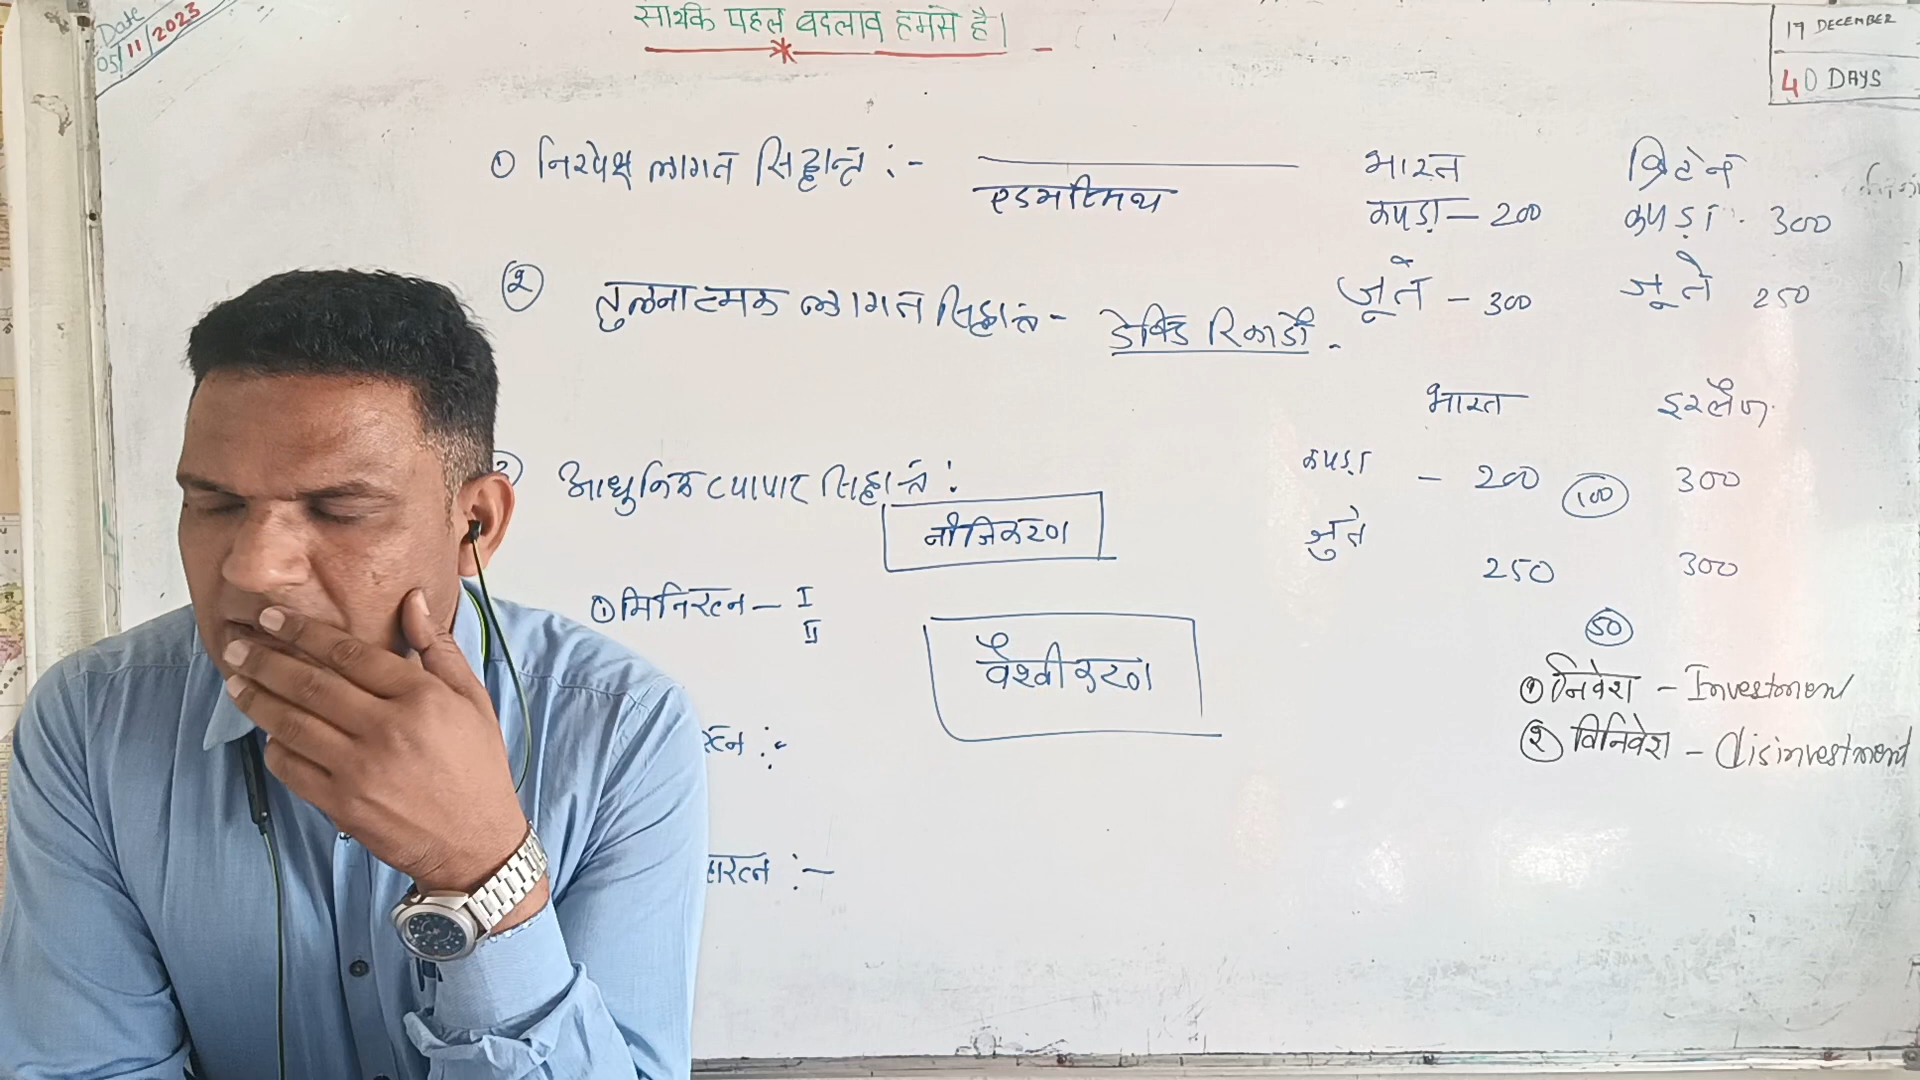 Date
05/11/2023
सार्थक पहल बदलाव हमसे है।
17 DECEMBER
40 DAYS
① निरपेक्ष लागत सिद्धान्त :-
एडमस्मिथ
भारत ब्रिटेन
कपड़ा - 200 कपड़ा 300
जूते - 300 जूते 250
② तुलनात्मक लागत सिद्धांत - डेविड रिकार्डो -
भारत इग्लैण्ड
कपड़ा - 200 100 300
जुते 250 300
50
आधुनिक व्यापार सिद्धान्त :
नीजिकरण
① मिनिरत्न - I
II
वैश्वीकरण
① निवेश - Investment
② विनिवेश - disinvestment
रत्न :-
हारत्न :-